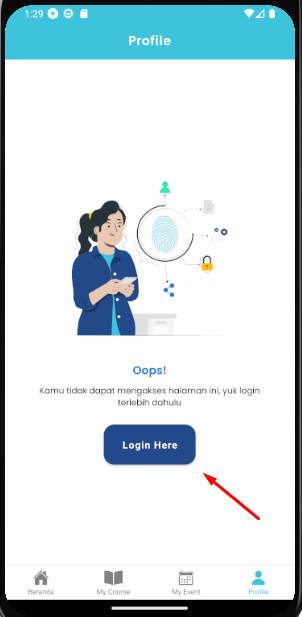 1:29
Profile
Oops!
Kamu tidak dapat mengakses halaman ini, yuk login
terlebih dahulu
Login Here
Beranda My Course My Event Profile